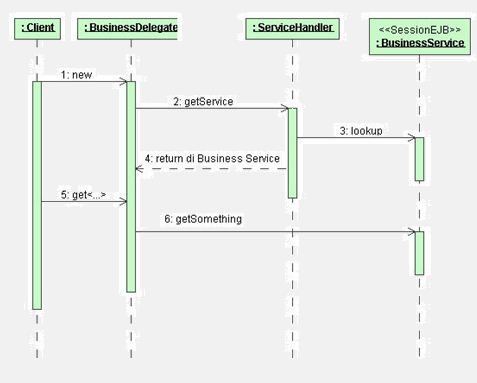 : Client
: BusinessDelegate
: ServiceHandler
<<SessionEJB>>
: BusinessService
1: new
2: getService
3: lookup
4: return di Business Service
5: get<...>
6: getSomething